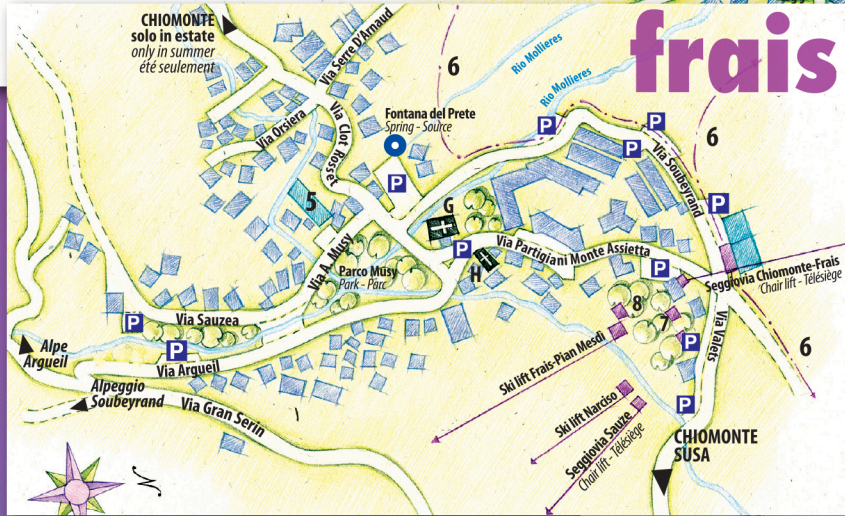 frais
CHIOMONTE
solo in estate
only in summer
été seulement
Via Serre D'Arnaud
6
Rio Mollieres
Rio Mollieres
Via Orsiera
Via Clot Rosset
Fontana del Prete
Spring - Source
P
P
P
P
6
P
Via Soubeyrand
5
G
P
Via A. Musy
Parco Müsy
Park - Parc
P
H
Via Partigiani Monte Assietta
P
Seggiovia Chiomonte-Frais
Chair lift - Télésiège
8
7
Via Sauzea
P
P
Via Argueil
Alpe
Argueil
Alpeggio
Soubeyrand
Via Gran Serin
Ski lift Frais-Pian Mesdì
P
Via Valets
6
Ski lift Narciso
Seggiovia Sauze
Chair lift - Télésiège
P
CHIOMONTE
SUSA
N